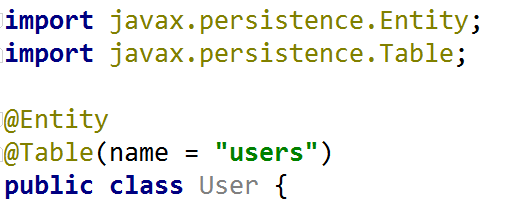 import javax.persistence.Entity;
import javax.persistence.Table;
@Entity
@Table(name = "users")
public class User {